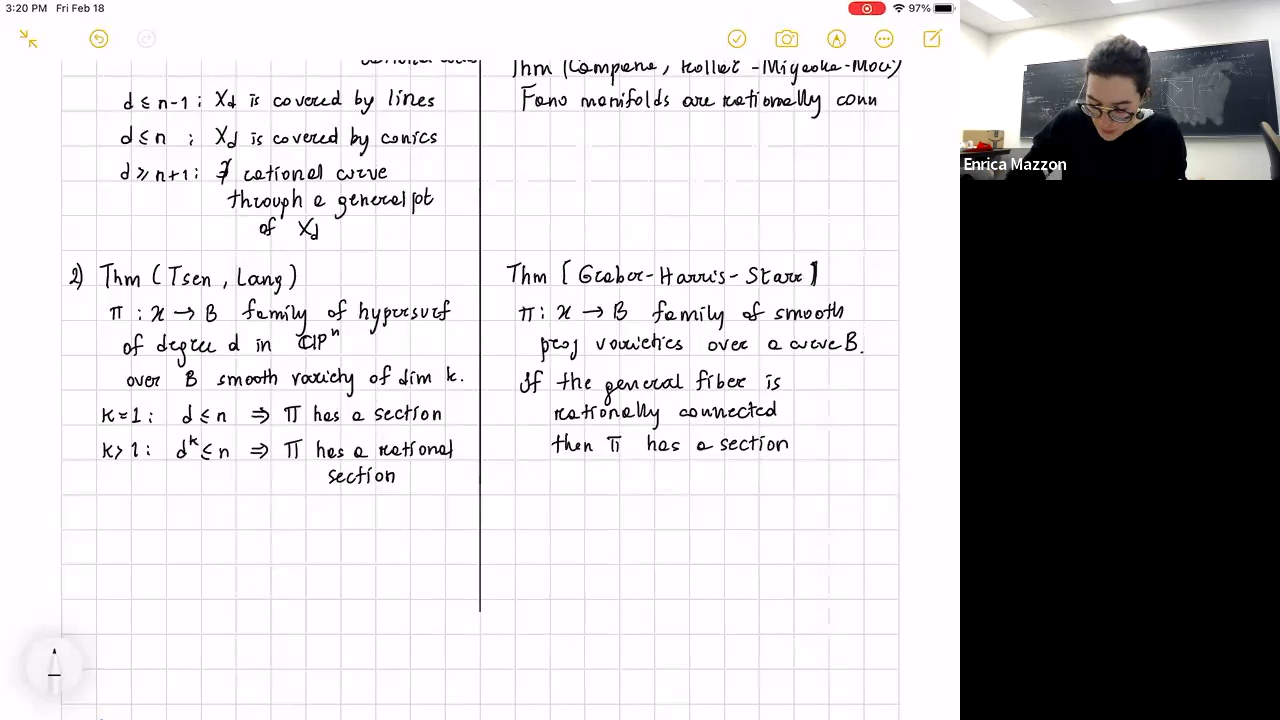 3:20 PM Fri Feb 18
97%
Thm (Campana, Kollár-Miyaoka-Mori)
d ≤ n-1 : X_d is covered by lines
Fano manifolds are rationally conn
d ≤ n : X_d is covered by conics
d ≥ n+1 : ∄ rational curve
through a general pt
of X_d
2) Thm (Tsen, Lang)
π : 𝒳 → B family of hypersurf
of degree d in ℂℙ^n
over B smooth variety of dim k.
k=1 : d ≤ n ⇒ π has a section
k>1 : d^k ≤ n ⇒ π has a rational
section
Thm [Graber-Harris-Starr]
π : 𝒳 → B family of smooth
proj varieties over a curve B.
If the general fiber is
rationally connected
then π has a section
Enrica Mazzon